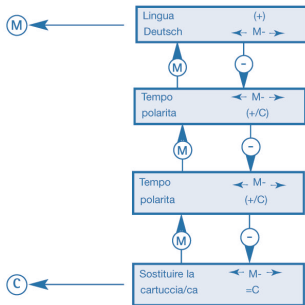 Lingua (+)
M Deutsch M-
M -
Tempo M-
polarita (+/C)
M -
Tempo M-
polarita (+/C)
M -
Sostituire la M-
C cartuccia/ca =C